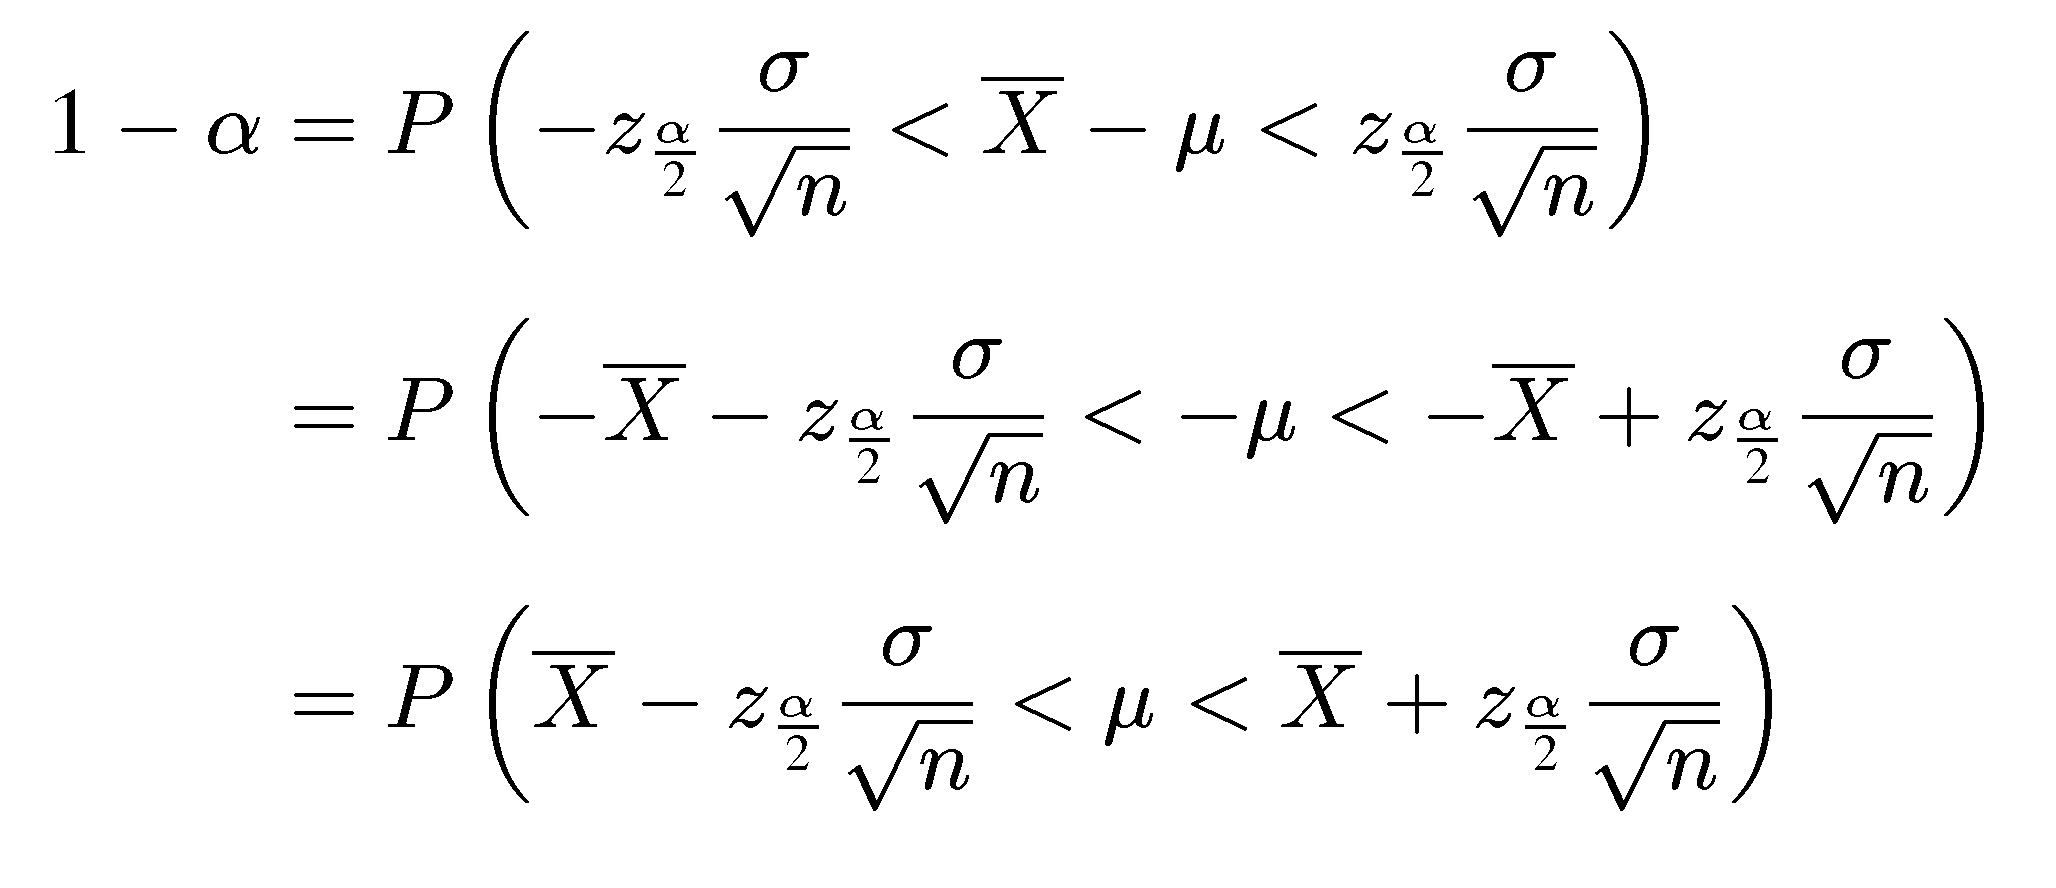 1 − α = P(−z_{α/2} σ/√n < X̅ − μ < z_{α/2} σ/√n)
= P(−X̅ − z_{α/2} σ/√n < −μ < −X̅ + z_{α/2} σ/√n)
= P(X̅ − z_{α/2} σ/√n < μ < X̅ + z_{α/2} σ/√n)